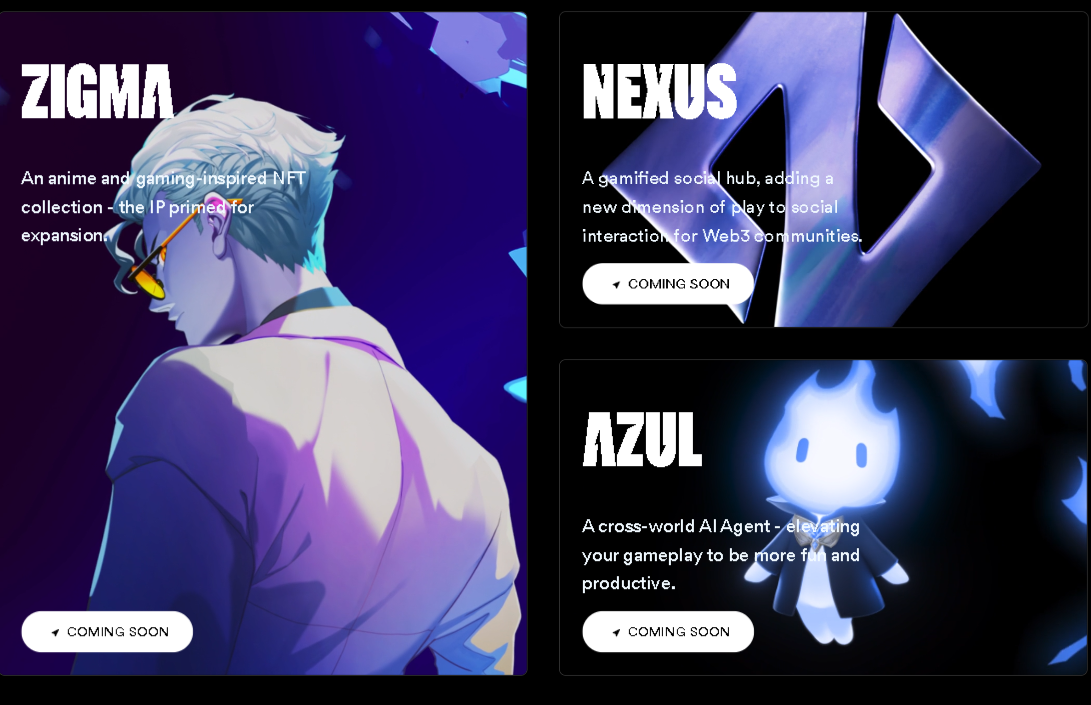 ZIGMA
An anime and gaming-inspired NFT
collection - the IP primed for
expansion.
COMING SOON
NEXUS
A gamified social hub, adding a
new dimension of play to social
interaction for Web3 communities.
COMING SOON
AZUL
A cross-world AI Agent - elevating
your gameplay to be more fun and
productive.
COMING SOON